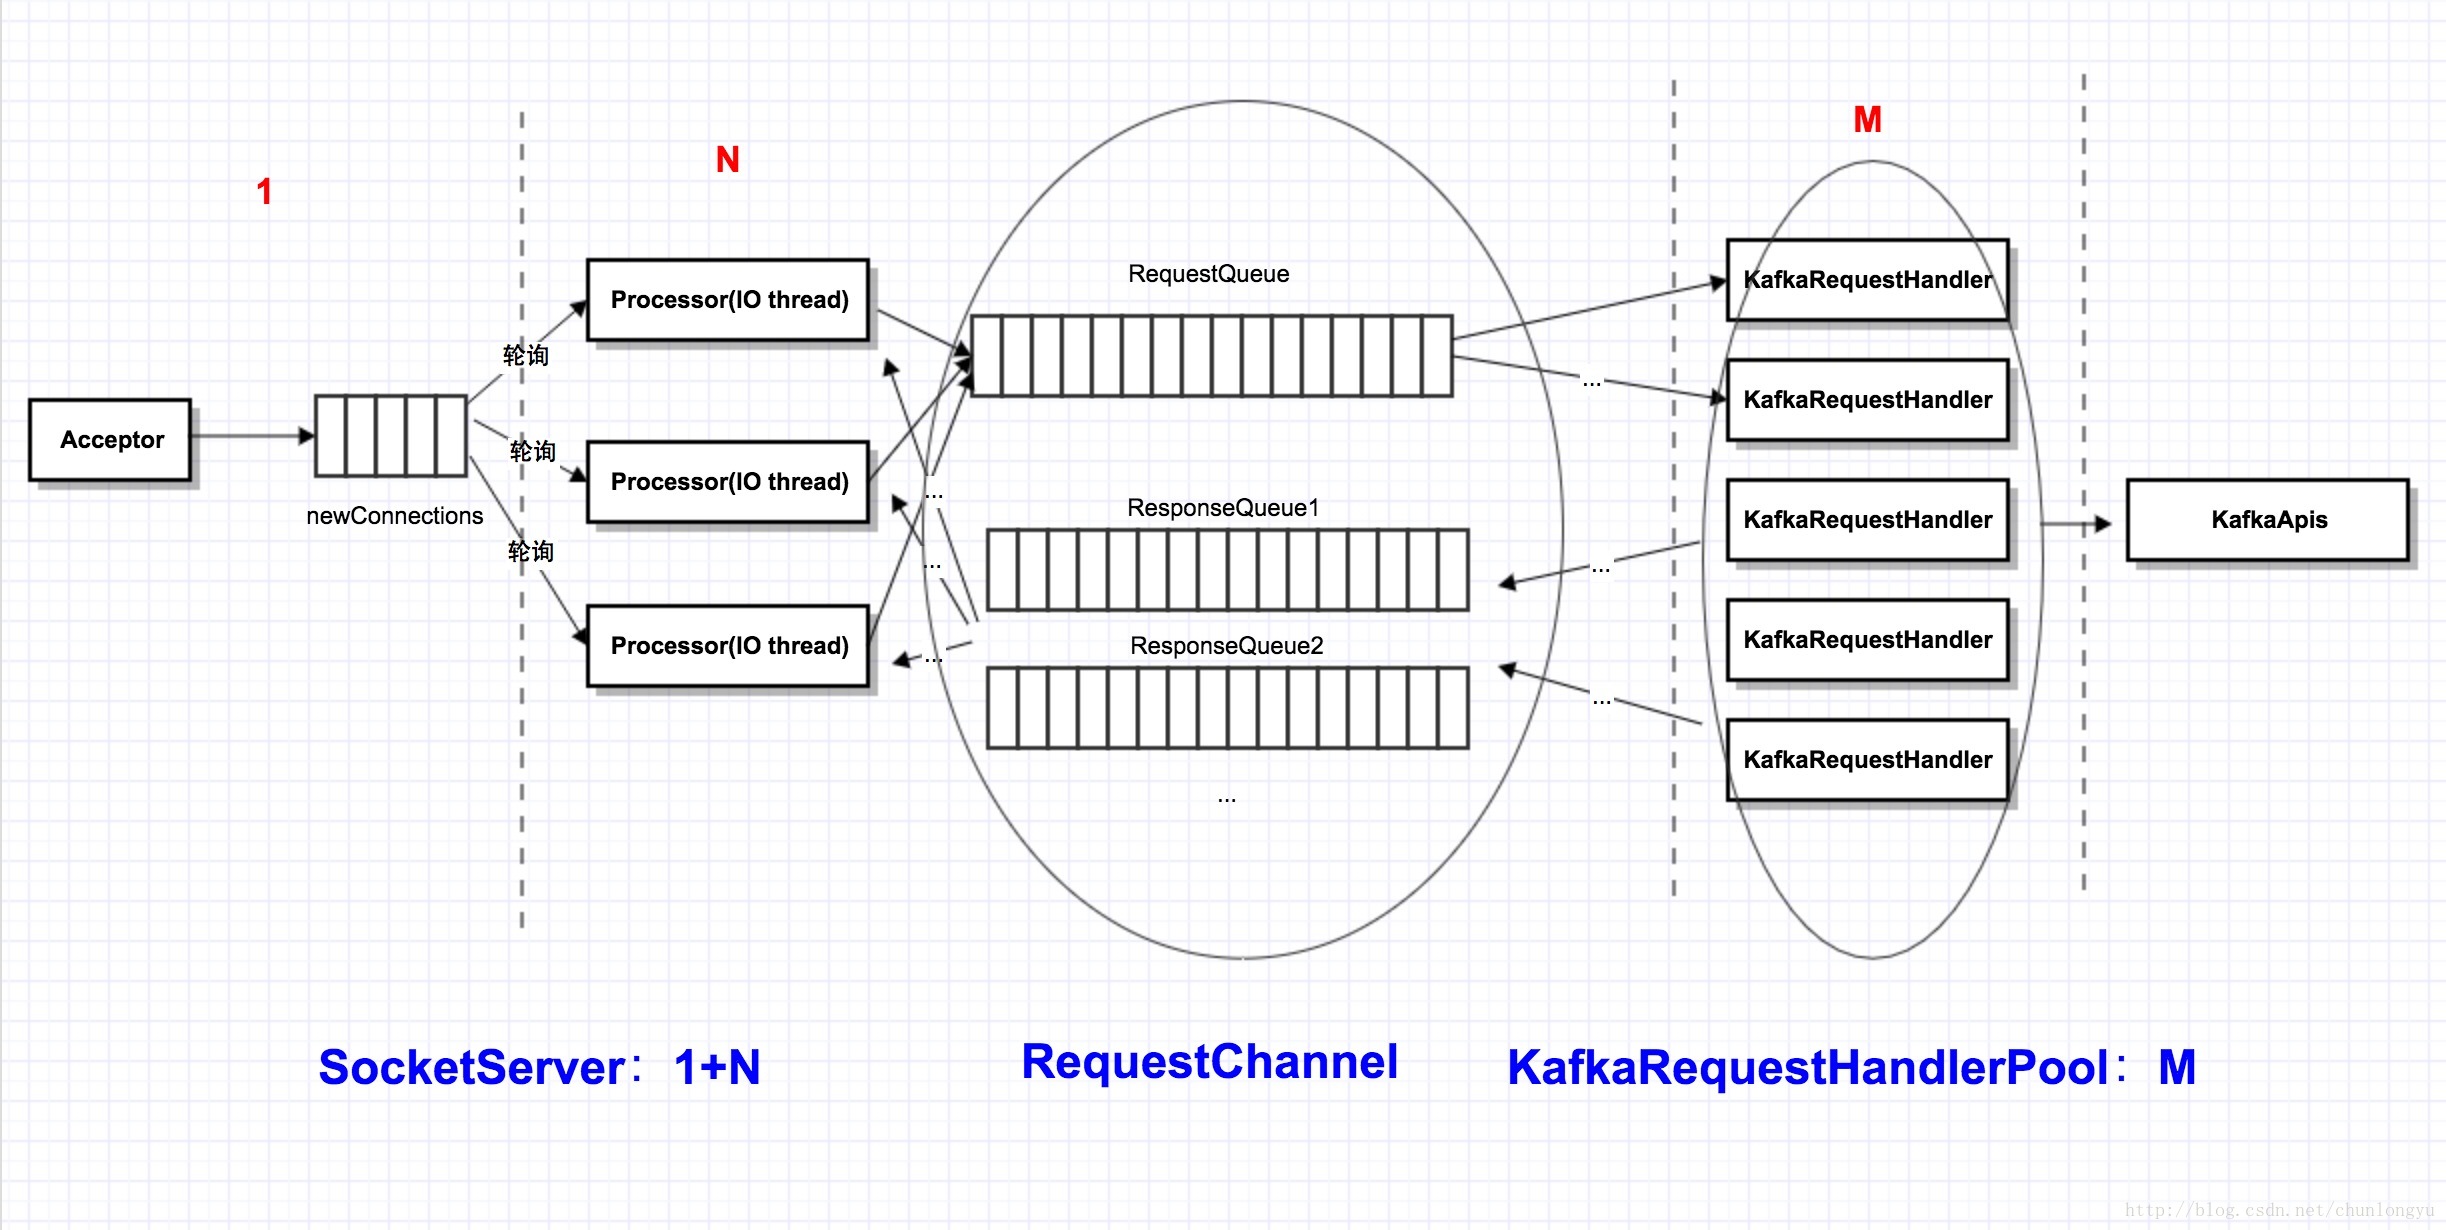 1
N
M
Acceptor
newConnections
轮询
轮询
轮询
Processor(IO thread)
Processor(IO thread)
Processor(IO thread)
RequestQueue
ResponseQueue1
ResponseQueue2
...
...
...
...
...
...
...
KafkaRequestHandler
KafkaRequestHandler
KafkaRequestHandler
KafkaRequestHandler
KafkaRequestHandler
KafkaApis
SocketServer：1+N
RequestChannel
KafkaRequestHandlerPool：M
http://blog.csdn.net/chunlongyu